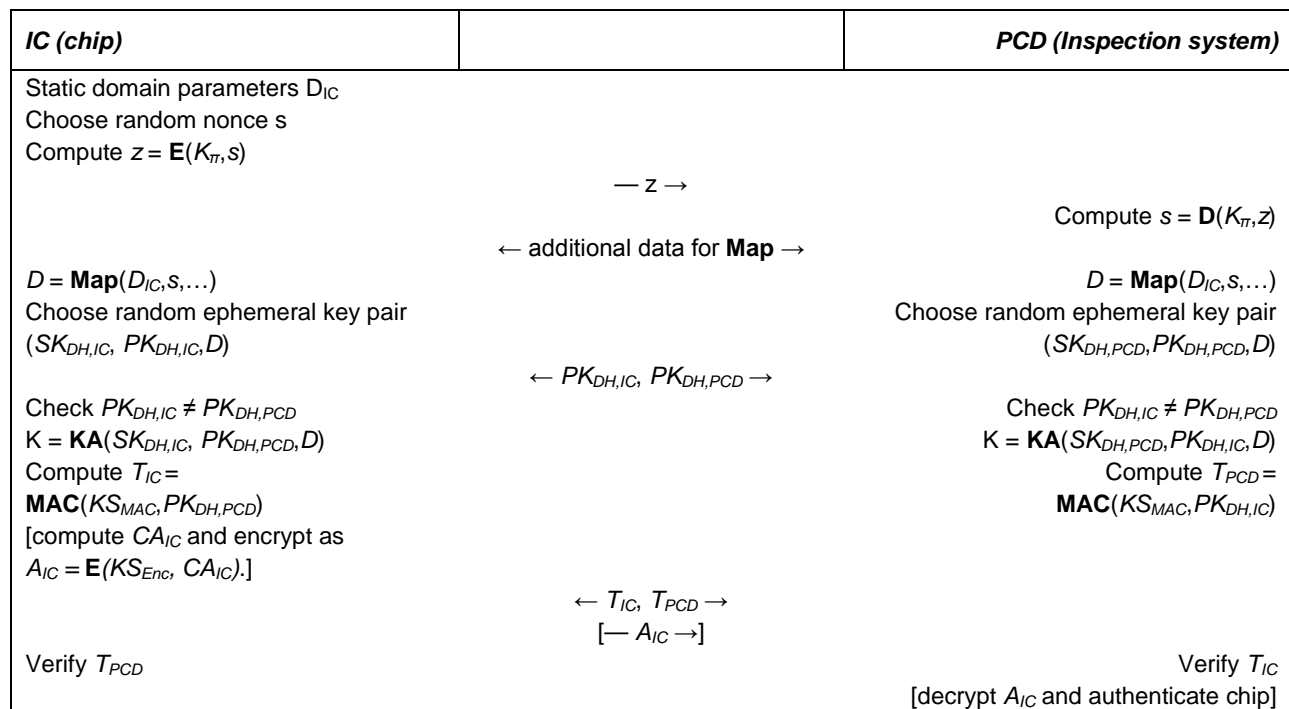 IC (chip) PCD (Inspection system)
Static domain parameters D_IC
Choose random nonce s
Compute z = E(K_π,s)
— z →
Compute s = D(K_π,z)
← additional data for Map →
D = Map(D_IC,s,…) D = Map(D_IC,s,…)
Choose random ephemeral key pair Choose random ephemeral key pair
(SK_DH,IC, PK_DH,IC,D) (SK_DH,PCD,PK_DH,PCD,D)
← PK_DH,IC, PK_DH,PCD →
Check PK_DH,IC ≠ PK_DH,PCD Check PK_DH,IC ≠ PK_DH,PCD
K = KA(SK_DH,IC, PK_DH,PCD,D) K = KA(SK_DH,PCD,PK_DH,IC,D)
Compute T_IC = Compute T_PCD =
MAC(KS_MAC,PK_DH,PCD) MAC(KS_MAC,PK_DH,IC)
[compute CA_IC and encrypt as
A_IC = E(KS_Enc, CA_IC).]
← T_IC, T_PCD →
[— A_IC →]
Verify T_PCD Verify T_IC
[decrypt A_IC and authenticate chip]